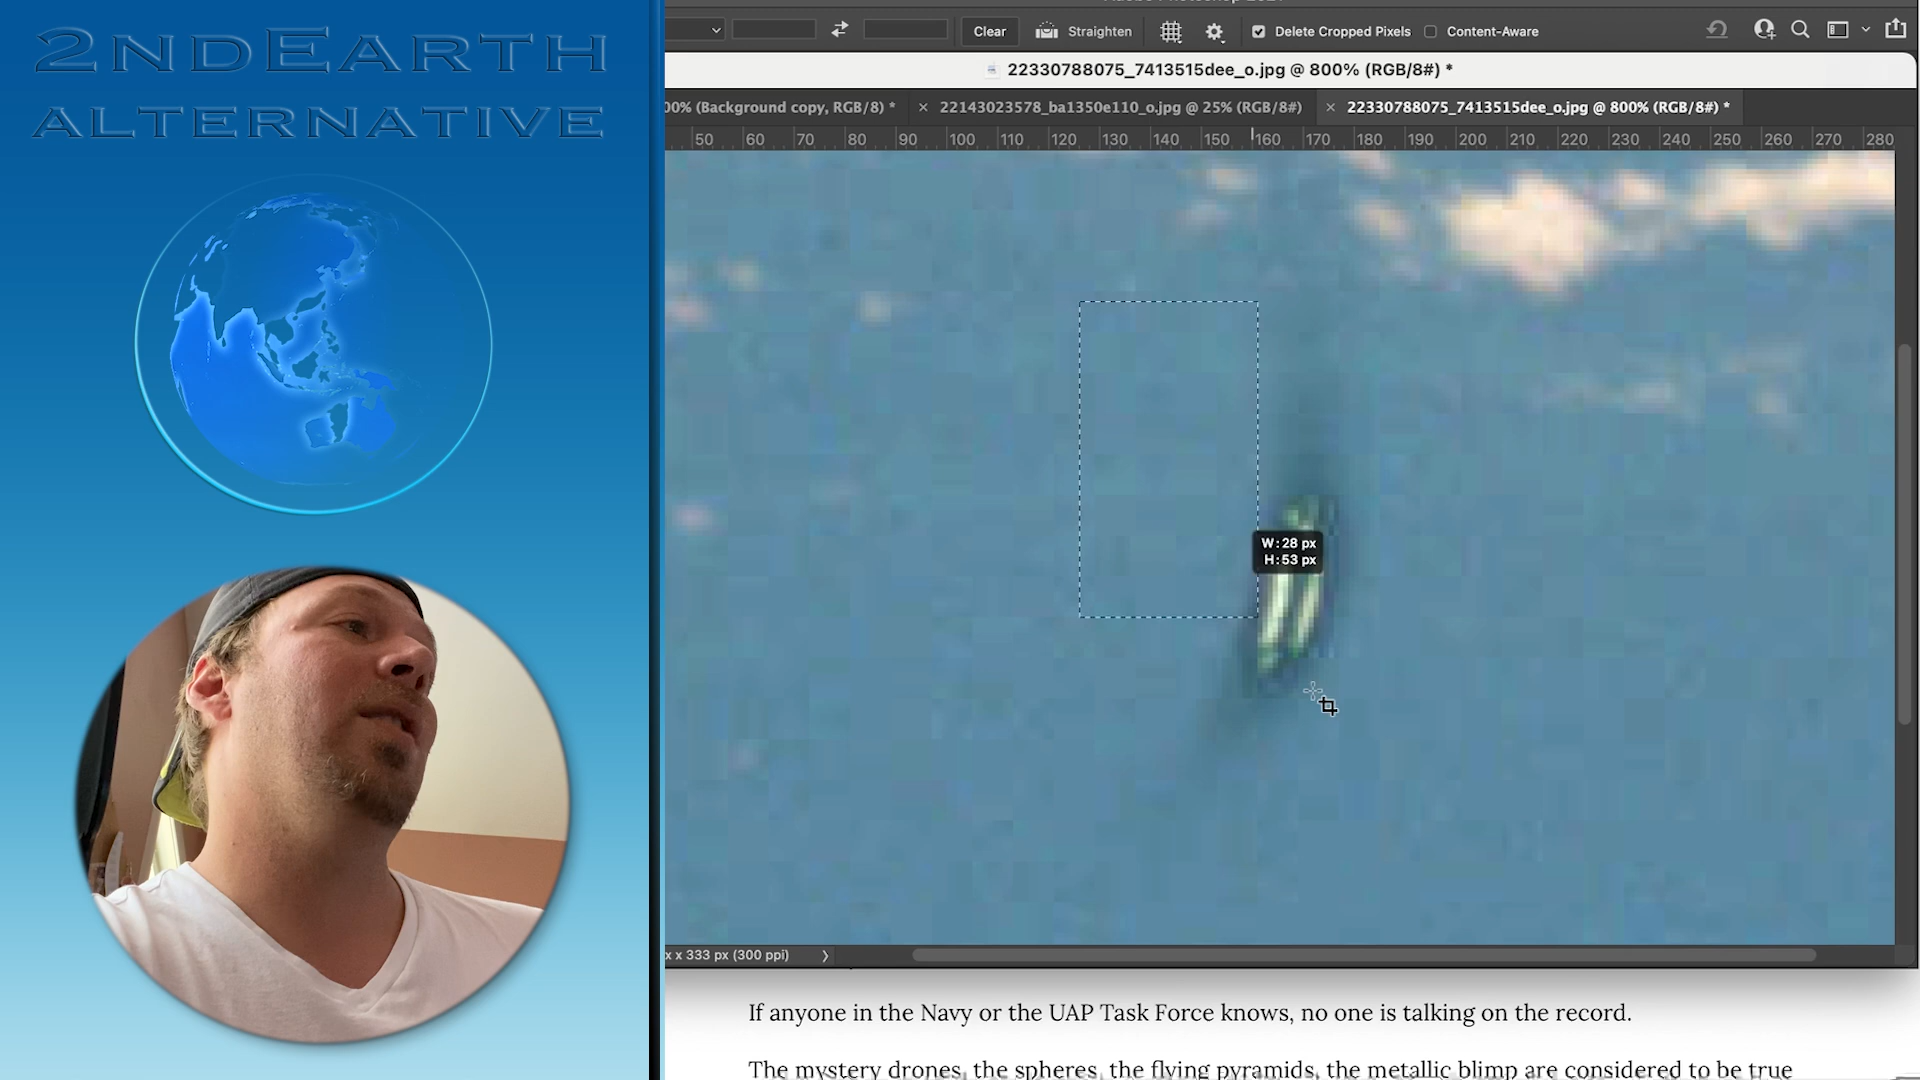 2NDEARTH
ALTERNATIVE
Clear
Straighten
Delete Cropped Pixels
Content-Aware
22330788075_7413515dee_o.jpg @ 800% (RGB/8#) *
00% (Background copy, RGB/8) *
× 22143023578_ba1350e110_o.jpg @ 25% (RGB/8#)
× 22330788075_7413515dee_o.jpg @ 800% (RGB/8#) *
50 60 70 80 90 100 110 120 130 140 150 160 170 180 190 200 210 220 230 240 250 260 270 280
W: 28 px
H: 53 px
x x 333 px (300 ppi)
If anyone in the Navy or the UAP Task Force knows, no one is talking on the record.
The mystery drones, the spheres, the flying pyramids, the metallic blimp are considered to be true